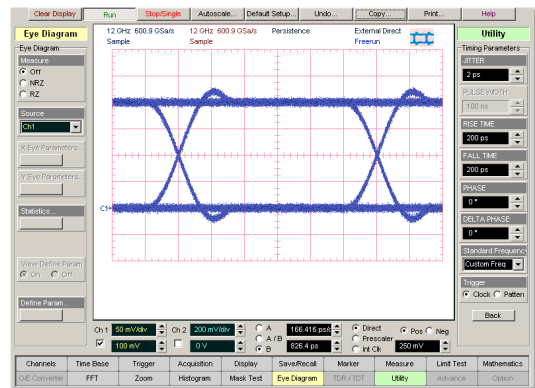 Clear Display Run Stop/Single Autoscale... Default Setup... Undo... Copy... Print... Help
Eye Diagram
12 GHz 600.9 GSa/s 12 GHz 600.9 GSa/s Persistence External Direct
Sample Sample Freerun
Utility
Eye Diagram
Measure
Off
NRZ
RZ
Source
Ch1
X Eye Parameters...
Y Eye Parameters...
Statistics...
View Define Param
On Off
Define Param...
C1
Timing Parameters
JITTER
2 ps
PULSE WIDTH
100 ns
RISE TIME
200 ps
FALL TIME
200 ps
PHASE
0 °
DELTA PHASE
0 °
Standard Frequency
Custom Freq
Trigger
Clock Pattern
Back
Ch 1 50 mV/div Ch 2 200 mV/div A 166.416 ps/ Direct Pos Neg
A / B Prescaler
100 mV 0 V B 826.4 ps Int Clk 250 mV
Channels Time Base Trigger Acquisition Display Save/Recall Marker Measure Limit Test Mathematics
O/E Converter FFT Zoom Histogram Mask Test Eye Diagram TDR / TDT Utility Advance Option